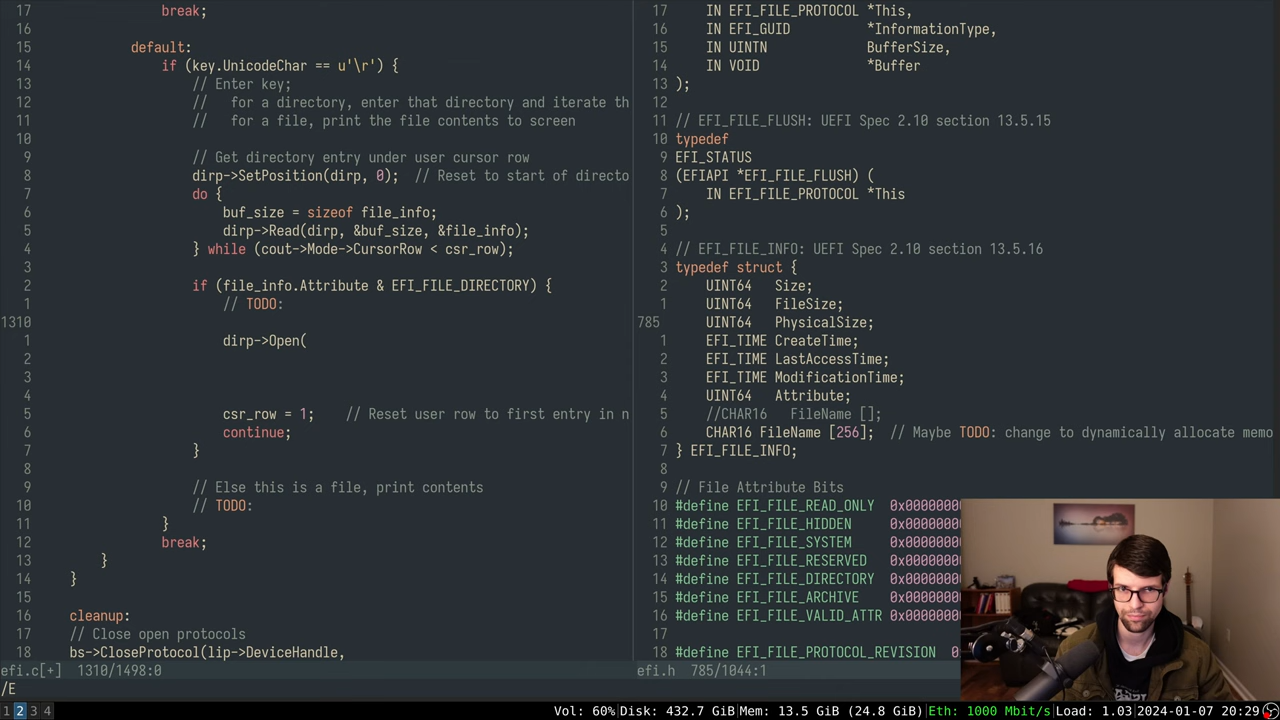 17 break;
16
15 default:
14 if (key.UnicodeChar == u'\r') {
13 // Enter key;
12 // for a directory, enter that directory and iterate th
11 // for a file, print the file contents to screen
10
9 // Get directory entry under user cursor row
8 dirp->SetPosition(dirp, 0); // Reset to start of directo
7 do {
6 buf_size = sizeof file_info;
5 dirp->Read(dirp, &buf_size, &file_info);
4 } while (cout->Mode->CursorRow < csr_row);
3
2 if (file_info.Attribute & EFI_FILE_DIRECTORY) {
1 // TODO:
1310
1 dirp->Open(
2
3
4
5 csr_row = 1; // Reset user row to first entry in n
6 continue;
7 }
8
9 // Else this is a file, print contents
10 // TODO:
11 }
12 break;
13 }
14 }
15
16 cleanup:
17 // Close open protocols
18 bs->CloseProtocol(lip->DeviceHandle,
efi.c[+] 1310/1498:0
/E
17 IN EFI_FILE_PROTOCOL *This,
16 IN EFI_GUID *InformationType,
15 IN UINTN BufferSize,
14 IN VOID *Buffer
13 );
12
11 // EFI_FILE_FLUSH: UEFI Spec 2.10 section 13.5.15
10 typedef
9 EFI_STATUS
8 (EFIAPI *EFI_FILE_FLUSH) (
7 IN EFI_FILE_PROTOCOL *This
6 );
5
4 // EFI_FILE_INFO: UEFI Spec 2.10 section 13.5.16
3 typedef struct {
2 UINT64 Size;
1 UINT64 FileSize;
785 UINT64 PhysicalSize;
1 EFI_TIME CreateTime;
2 EFI_TIME LastAccessTime;
3 EFI_TIME ModificationTime;
4 UINT64 Attribute;
5 //CHAR16 FileName [];
6 CHAR16 FileName [256]; // Maybe TODO: change to dynamically allocate memo
7 } EFI_FILE_INFO;
8
9 // File Attribute Bits
10 #define EFI_FILE_READ_ONLY 0x0000000
11 #define EFI_FILE_HIDDEN 0x0000000
12 #define EFI_FILE_SYSTEM 0x0000000
13 #define EFI_FILE_RESERVED 0x0000000
14 #define EFI_FILE_DIRECTORY 0x0000000
15 #define EFI_FILE_ARCHIVE 0x0000000
16 #define EFI_FILE_VALID_ATTR 0x0000000
17
18 #define EFI_FILE_PROTOCOL_REVISION 0
efi.h 785/1044:1
1 2 3 4
Vol: 60% Disk: 432.7 GB Mem: 13.5 GiB (24.8 GiB) Eth: 1000 Mbit/s Load: 1.03 2024-01-07 20:29